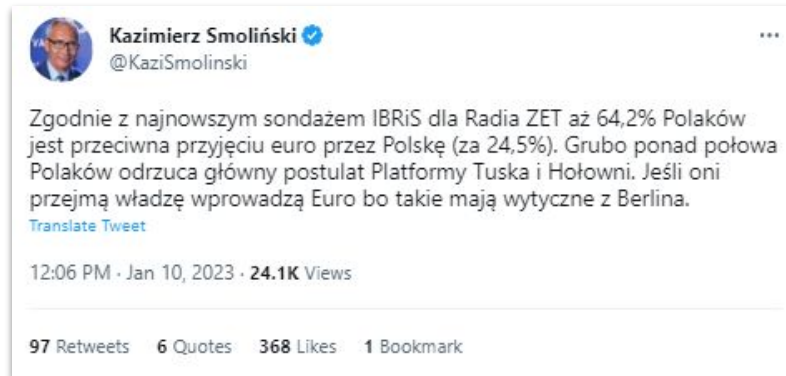 Kazimierz Smoliński
@KaziSmolinski
Zgodnie z najnowszym sondażem IBRiS dla Radia ZET aż 64,2% Polaków
jest przeciwna przyjęciu euro przez Polskę (za 24,5%). Grubo ponad połowa
Polaków odrzuca główny postulat Platformy Tuska i Hołowni. Jeśli oni
przejmą władzę wprowadzą Euro bo takie mają wytyczne z Berlina.
Translate Tweet
12:06 PM · Jan 10, 2023 · 24.1K Views
97 Retweets 6 Quotes 368 Likes 1 Bookmark